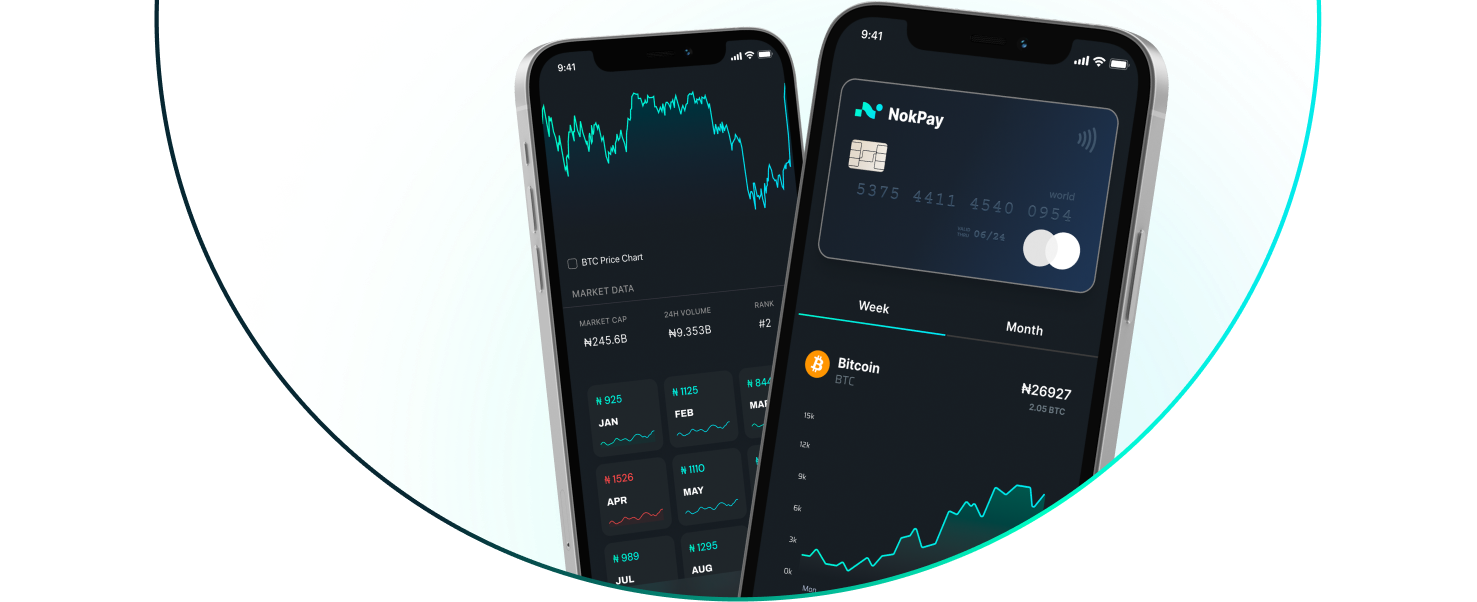 9:41
BTC Price Chart
MARKET DATA
MARKET CAP
24H VOLUME
RANK
₦245.6B
₦9.353B
#2
₦ 925
JAN
₦ 1125
FEB
₦ 844
MAR
₦ 1526
APR
₦ 1110
MAY
₦ 989
JUL
₦ 1295
AUG
9:41
NokPay
world
5375 4411 4540 0954
VALID
THRU
06/24
Week
Month
Bitcoin
BTC
₦26927
2.05 BTC
15k
12k
9k
6k
3k
0k
Mon